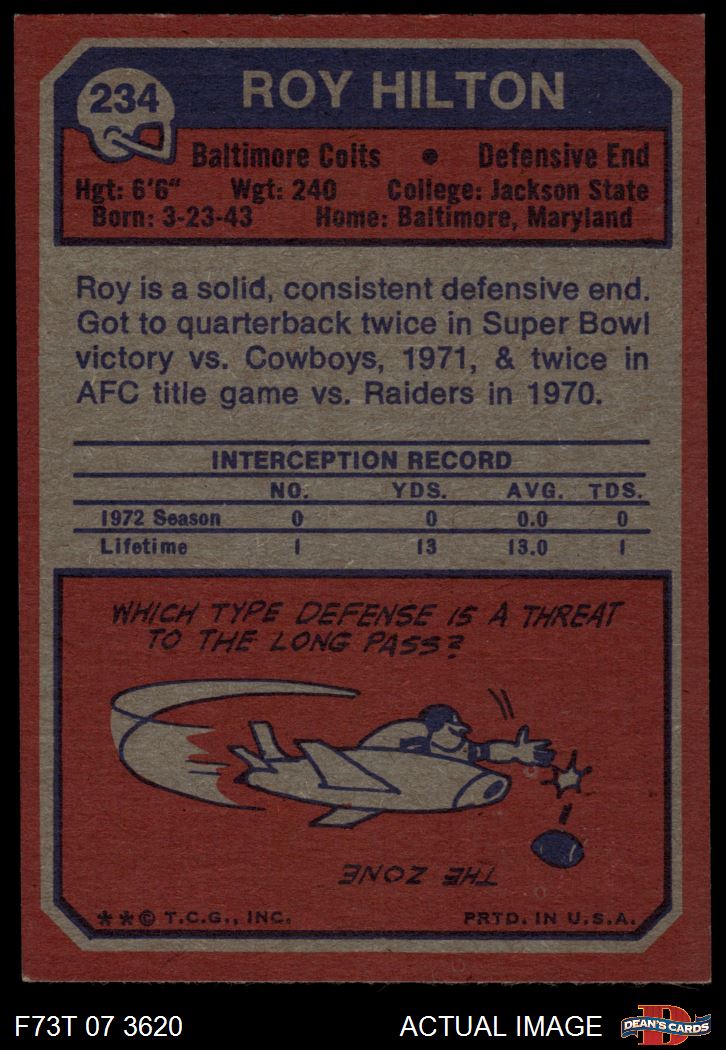 234
ROY HILTON
Baltimore Colts • Defensive End
Hgt: 6'6" Wgt: 240 College: Jackson State
Born: 3-23-43 Home: Baltimore, Maryland
Roy is a solid, consistent defensive end.
Got to quarterback twice in Super Bowl
victory vs. Cowboys, 1971, & twice in
AFC title game vs. Raiders in 1970.
INTERCEPTION RECORD
NO. YDS. AVG. TDS.
1972 Season 0 0 0.0 0
Lifetime 1 13 13.0 1
WHICH TYPE DEFENSE IS A THREAT
TO THE LONG PASS?
THE ZONE
**© T.C.G., INC. PRTD. IN U.S.A.
F73T 07 3620 ACTUAL IMAGE
D
DEAN'S CARDS